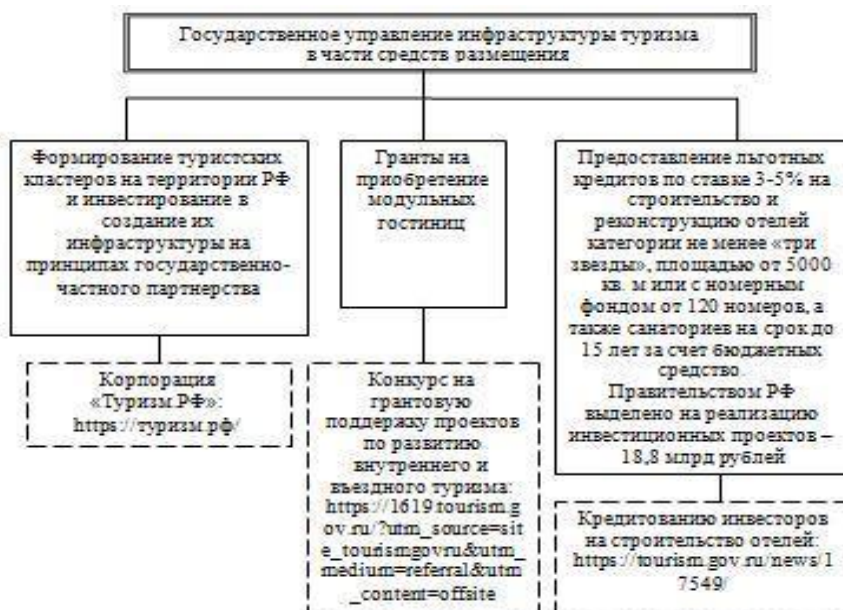 Государственное управление инфраструктуры туризма
в части средств размещения
Формирование туристских
кластеров на территории РФ
и инвестирование в
создание их
инфраструктуры на
принципах государственно-
частного партнерства
Корпорация
«Туризм.РФ»:
https://туризм.рф/
Гранты на
приобретение
модульных
гостиниц
Конкурс на
грантовую
поддержку проектов
по развитию
внутреннего и
въездного туризма:
https://1619.tourism.g
ov.ru/?utm_source=sit
e_tourismgovru&utm_
medium=referral&utm
_content=offsite
Предоставление льготных
кредитов по ставке 3-5% на
строительство и
реконструкцию отелей
категории не менее «три
звезды», площадью от 5000
кв. м или с номерным
фондом от 120 номеров, а
также санаториев на срок до
15 лет за счет бюджетных
средство.
Правительством РФ
выделено на реализацию
инвестиционных проектов –
18,8 млрд рублей
Кредитованию инвесторов
на строительство отелей:
https://tourism.gov.ru/news/1
7549/